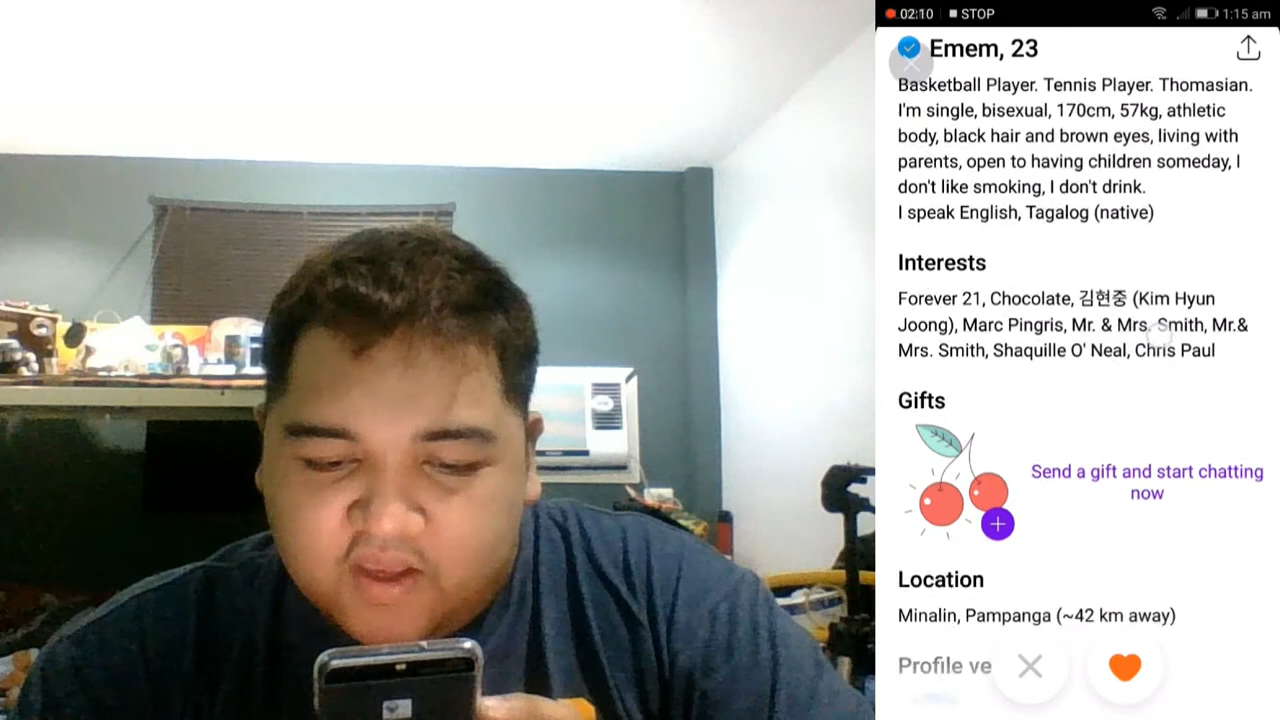 02:10 STOP 1:15 am
Emem, 23
Basketball Player. Tennis Player. Thomasian.
I'm single, bisexual, 170cm, 57kg, athletic
body, black hair and brown eyes, living with
parents, open to having children someday, I
don't like smoking, I don't drink.
I speak English, Tagalog (native)
Interests
Forever 21, Chocolate, 김현중 (Kim Hyun
Joong), Marc Pingris, Mr. & Mrs. Smith, Mr.&
Mrs. Smith, Shaquille O' Neal, Chris Paul
Gifts
Send a gift and start chatting
now
Location
Minalin, Pampanga (~42 km away)
Profile ve